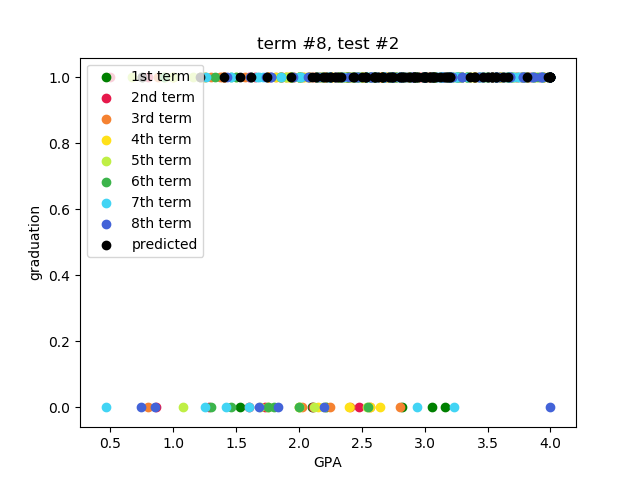 term #8, test #2
1.0
0.8
0.6
0.4
0.2
0.0
graduation
1st term
2nd term
3rd term
4th term
5th term
6th term
7th term
8th term
predicted
0.5 1.0 1.5 2.0 2.5 3.0 3.5 4.0
GPA